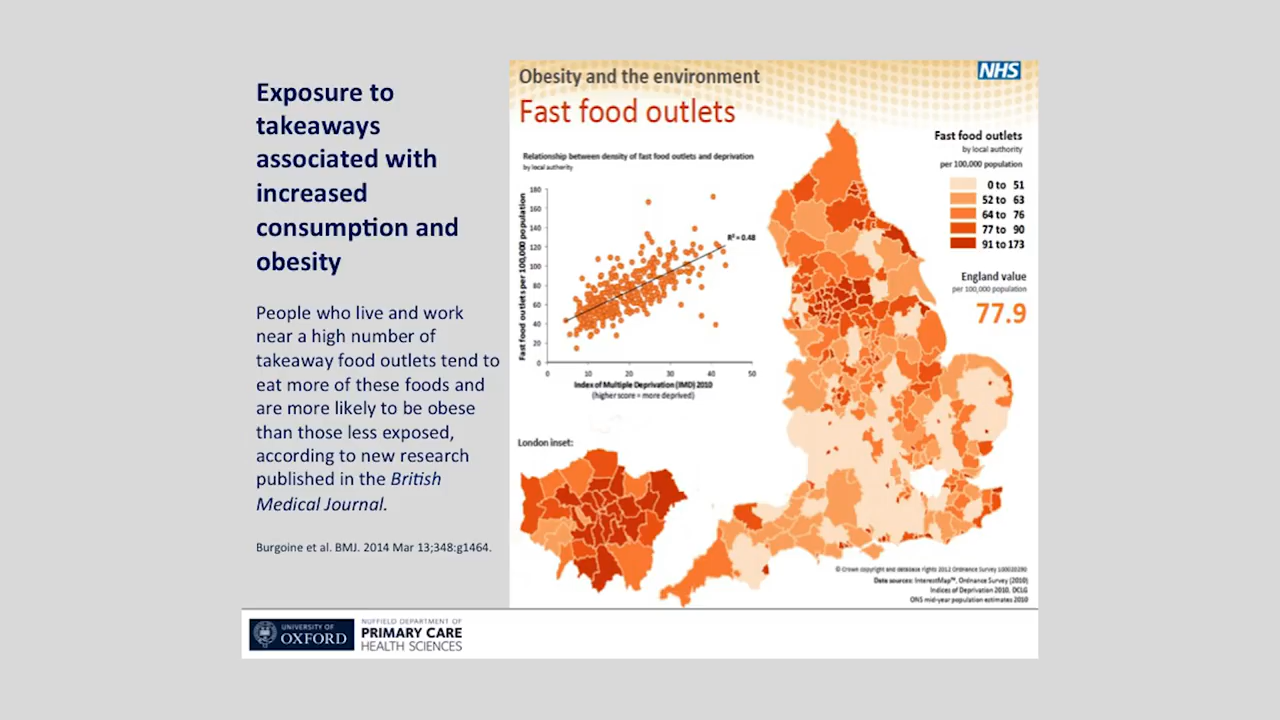 Exposure to
takeaways
associated with
increased
consumption and
obesity
People who live and work
near a high number of
takeaway food outlets tend to
eat more of these foods and
are more likely to be obese
than those less exposed,
according to new research
published in the British
Medical Journal.
Burgoine et al. BMJ. 2014 Mar 13;348:g1464.
Obesity and the environment
NHS
Fast food outlets
Relationship between density of fast food outlets and deprivation
by local authority
Fast food outlets per 100,000 population
180
160
140
120
100
80
60
40
20
0
R² = 0.48
0 10 20 30 40 50
Index of Multiple Deprivation (IMD) 2010
(higher score = more deprived)
Fast food outlets
by local authority
per 100,000 population
0 to 51
52 to 63
64 to 76
77 to 90
91 to 173
England value
per 100,000 population
77.9
London inset:
© Crown copyright and database rights 2012 Ordnance Survey 100020290
Data sources: InterestMap™, Ordnance Survey (2010)
Indices of Deprivation 2010, DCLG
ONS mid-year population estimates 2010
UNIVERSITY OF
OXFORD
NUFFIELD DEPARTMENT OF
PRIMARY CARE
HEALTH SCIENCES